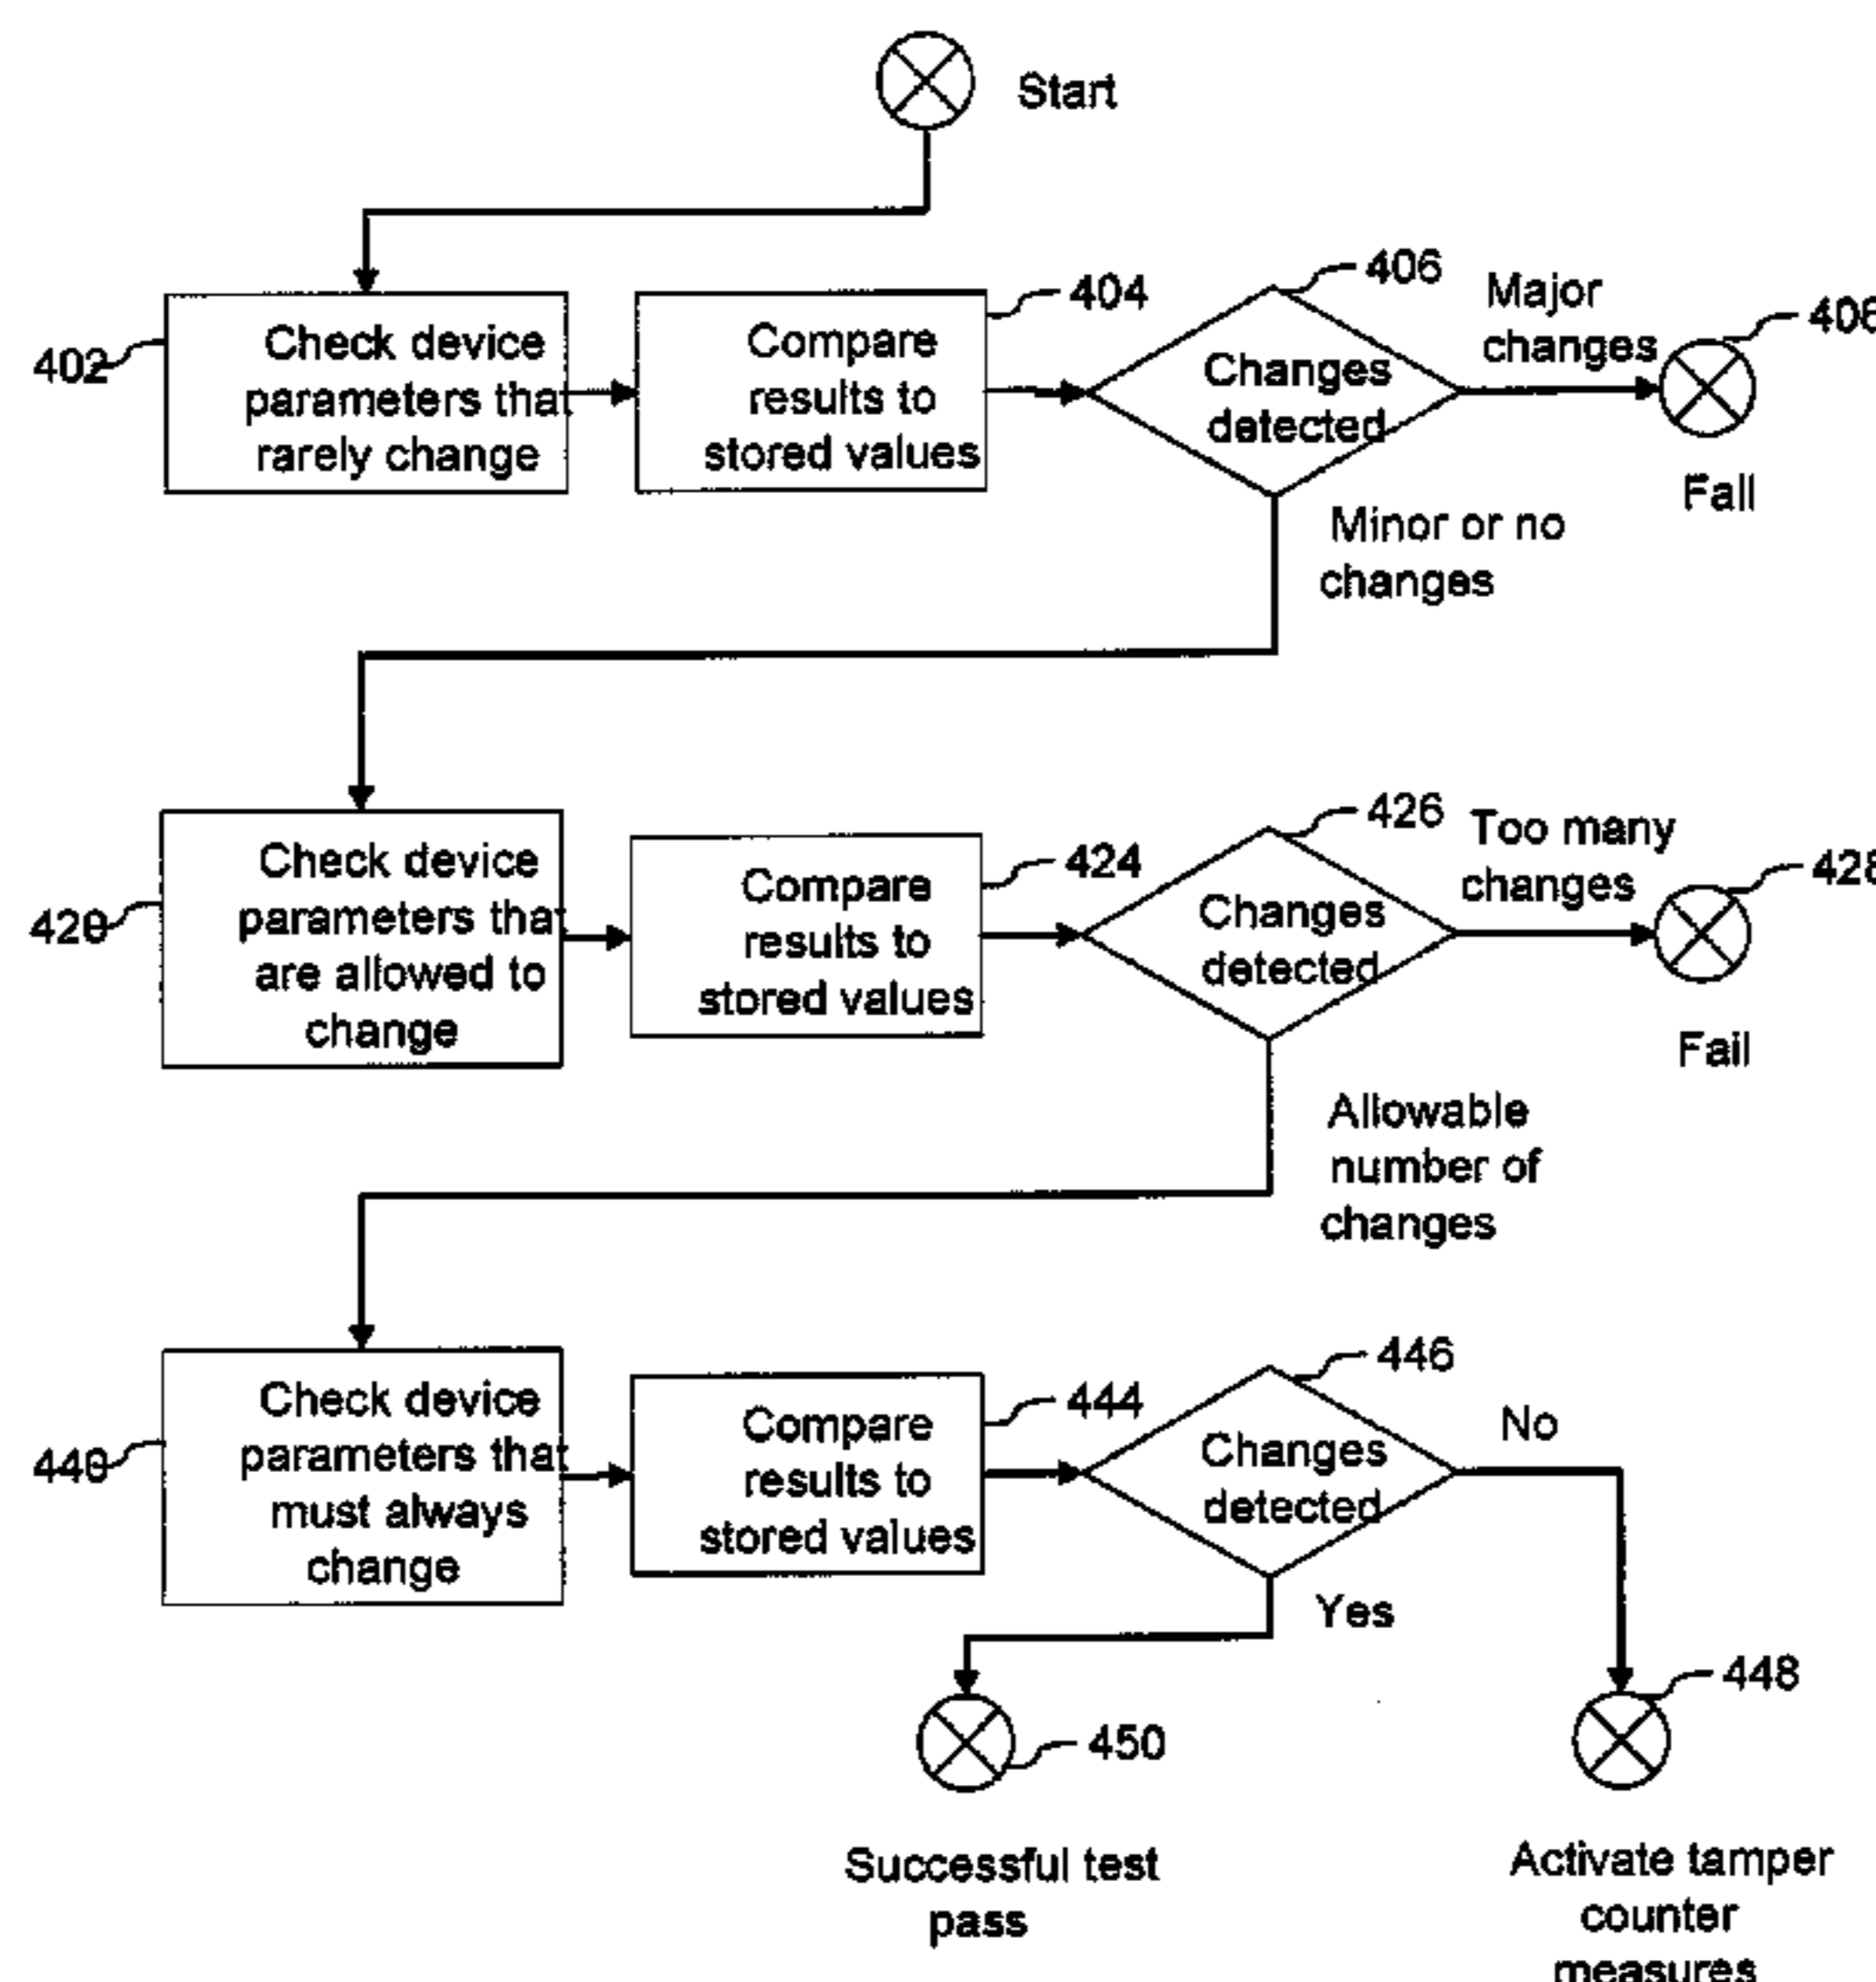 Start
402
Check device
parameters that
rarely change
404
Compare
results to
stored values
406
Changes
detected
Major
changes
408
Fail
Minor or no
changes
420
Check device
parameters that
are allowed to
change
424
Compare
results to
stored values
426
Changes
detected
Too many
changes
428
Fail
Allowable
number of
changes
440
Check device
parameters that
must always
change
444
Compare
results to
stored values
446
Changes
detected
No
Yes
448
450
Successful test
pass
Activate tamper
counter
measures